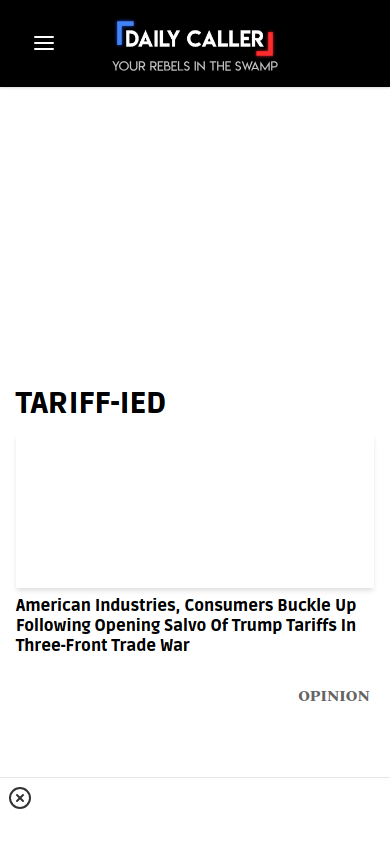 DAILY CALLER
YOUR REBELS IN THE SWAMP
TARIFF-IED
American Industries, Consumers Buckle Up
Following Opening Salvo Of Trump Tariffs In
Three-Front Trade War
OPINION